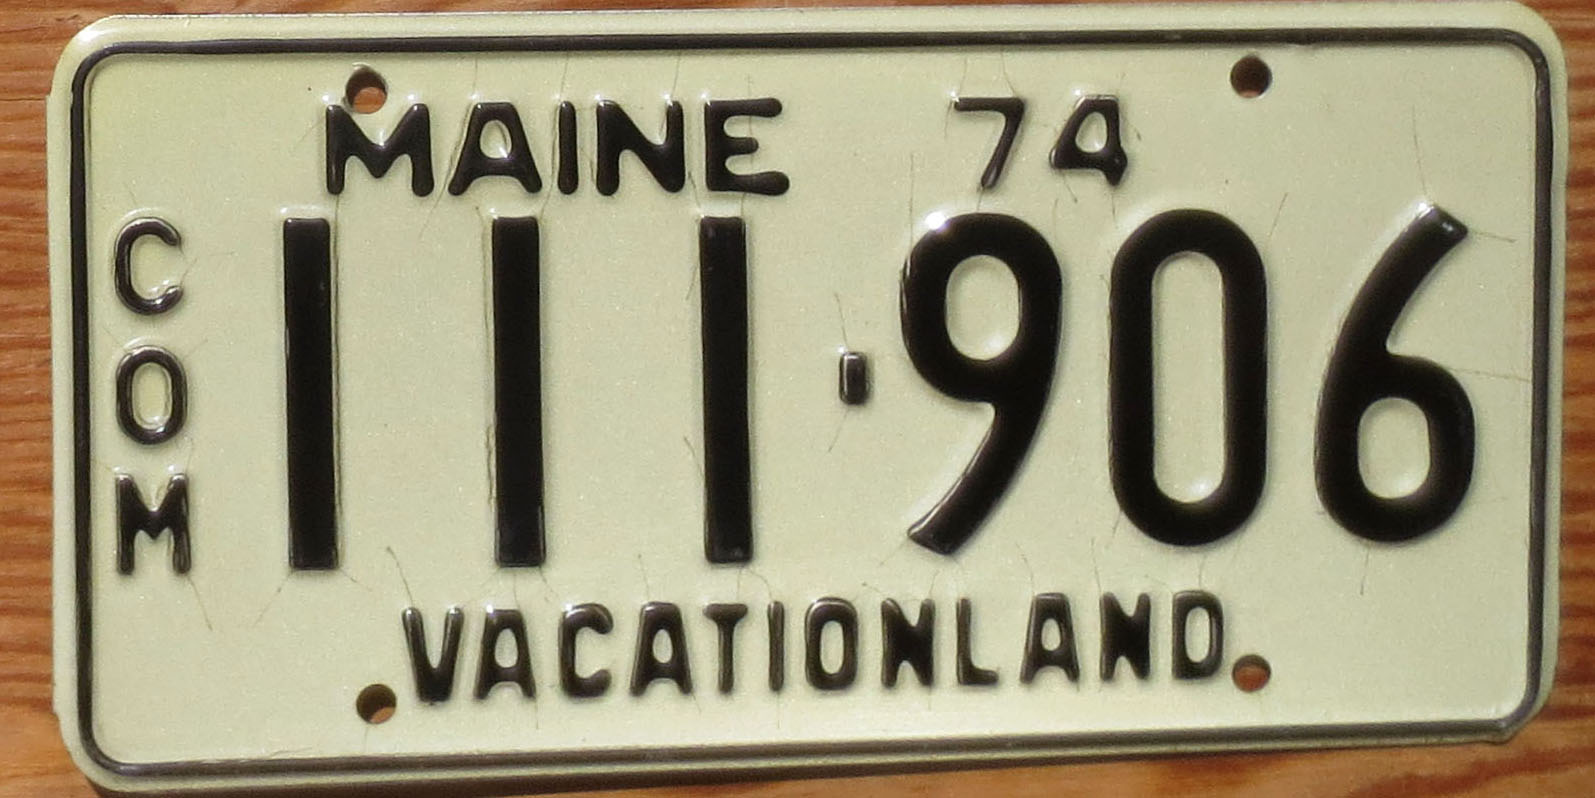 MAINE 74
COM
111-906
VACATIONLAND